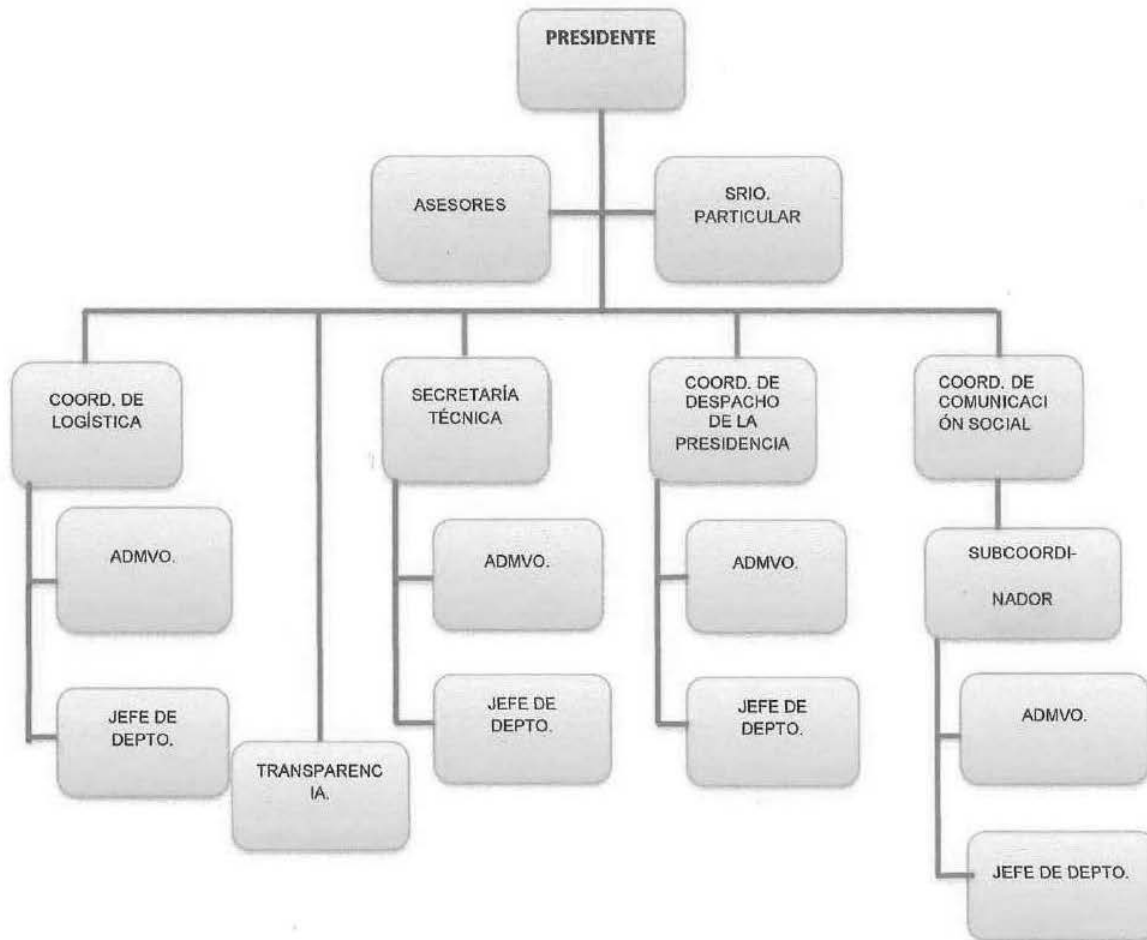 PRESIDENTE
ASESORES
SRIO.
PARTICULAR
COORD. DE
LOGÍSTICA
SECRETARÍA
TÉCNICA
COORD. DE
DESPACHO
DE LA
PRESIDENCIA
COORD. DE
COMUNICACI
ÓN SOCIAL
ADMVO.
ADMVO.
ADMVO.
SUBCOORDI-
NADOR
JEFE DE
DEPTO.
TRANSPARENC
IA.
JEFE DE
DEPTO.
JEFE DE
DEPTO.
ADMVO.
JEFE DE DEPTO.